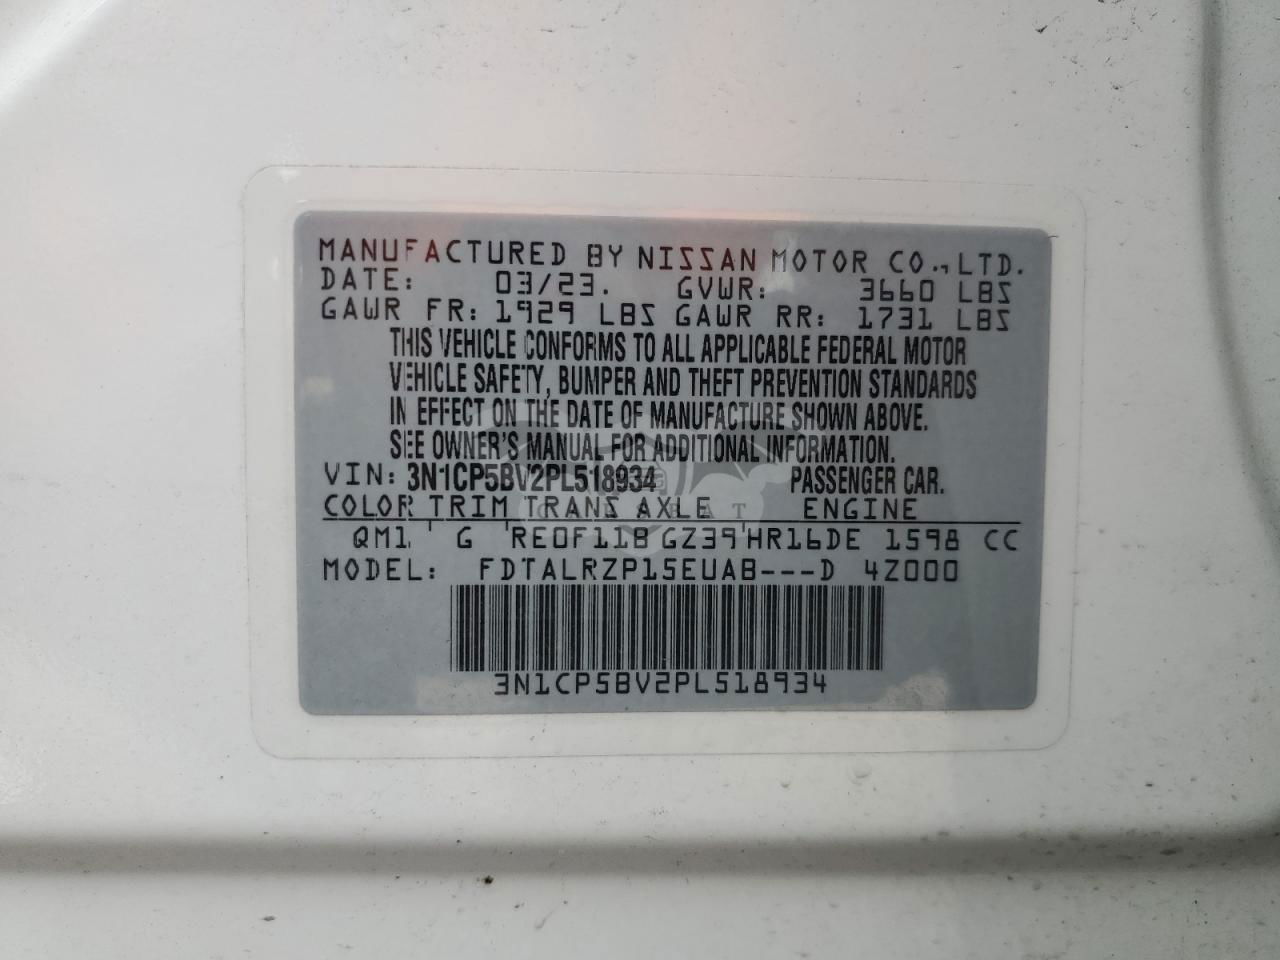 MANUFACTURED BY NISSAN MOTOR CO., LTD.
DATE: 03/23. GVWR: 3660 LBS
GAWR FR: 1929 LBS GAWR RR: 1731 LBS
THIS VEHICLE CONFORMS TO ALL APPLICABLE FEDERAL MOTOR
VEHICLE SAFETY, BUMPER AND THEFT PREVENTION STANDARDS
IN EFFECT ON THE DATE OF MANUFACTURE SHOWN ABOVE.
SEE OWNER'S MANUAL FOR ADDITIONAL INFORMATION.
VIN: 3N1CP5BV2PL518934 PASSENGER CAR.
COLOR TRIM TRANS AXLE ENGINE
QM1 G RE0F11B GZ39 HR16DE 1598 CC
MODEL: FDTALRZP15EUAB---D 4Z000
3N1CP5BV2PL518934